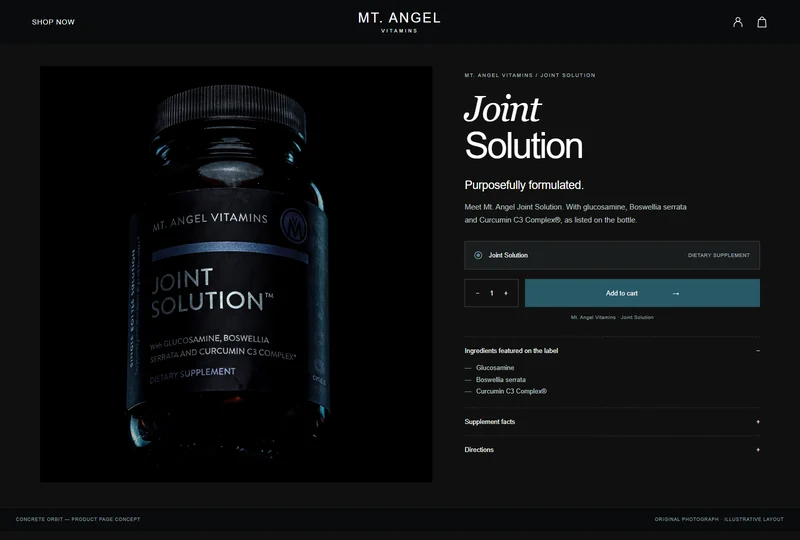 SHOP NOW
MT. ANGEL
VITAMINS
MT. ANGEL VITAMINS
JOINT
SOLUTION™
With GLUCOSAMINE, BOSWELLIA
SERRATA AND CURCUMIN C3 COMPLEX®
DIETARY SUPPLEMENT
MT. ANGEL VITAMINS / JOINT SOLUTION
Joint
Solution
Purposefully formulated.
Meet Mt. Angel Joint Solution. With glucosamine, Boswellia serrata
and Curcumin C3 Complex®, as listed on the bottle.
Joint Solution
DIETARY SUPPLEMENT
− 1 +
Add to cart →
Mt. Angel Vitamins · Joint Solution
Ingredients featured on the label −
— Glucosamine
— Boswellia serrata
— Curcumin C3 Complex®
Supplement facts +
Directions +
CONCRETE ORBIT — PRODUCT PAGE CONCEPT
ORIGINAL PHOTOGRAPH · ILLUSTRATIVE LAYOUT